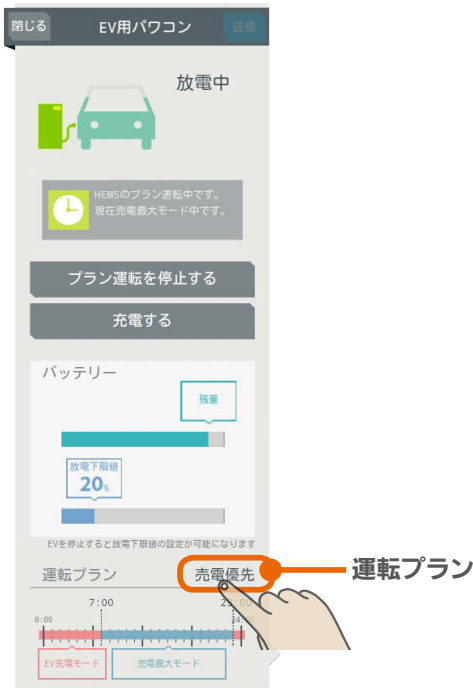 閉じる
EV用パワコン
送信
放電中
HEMSのプラン運転中です。
現在売電最大モード中です。
プラン運転を停止する
充電する
バッテリー
残量
放電下限値
20%
EVを停止すると放電下限値の設定が可能になります
運転プラン
売電優先
運転プラン
7:00
0:00
EV充電モード
売電最大モード